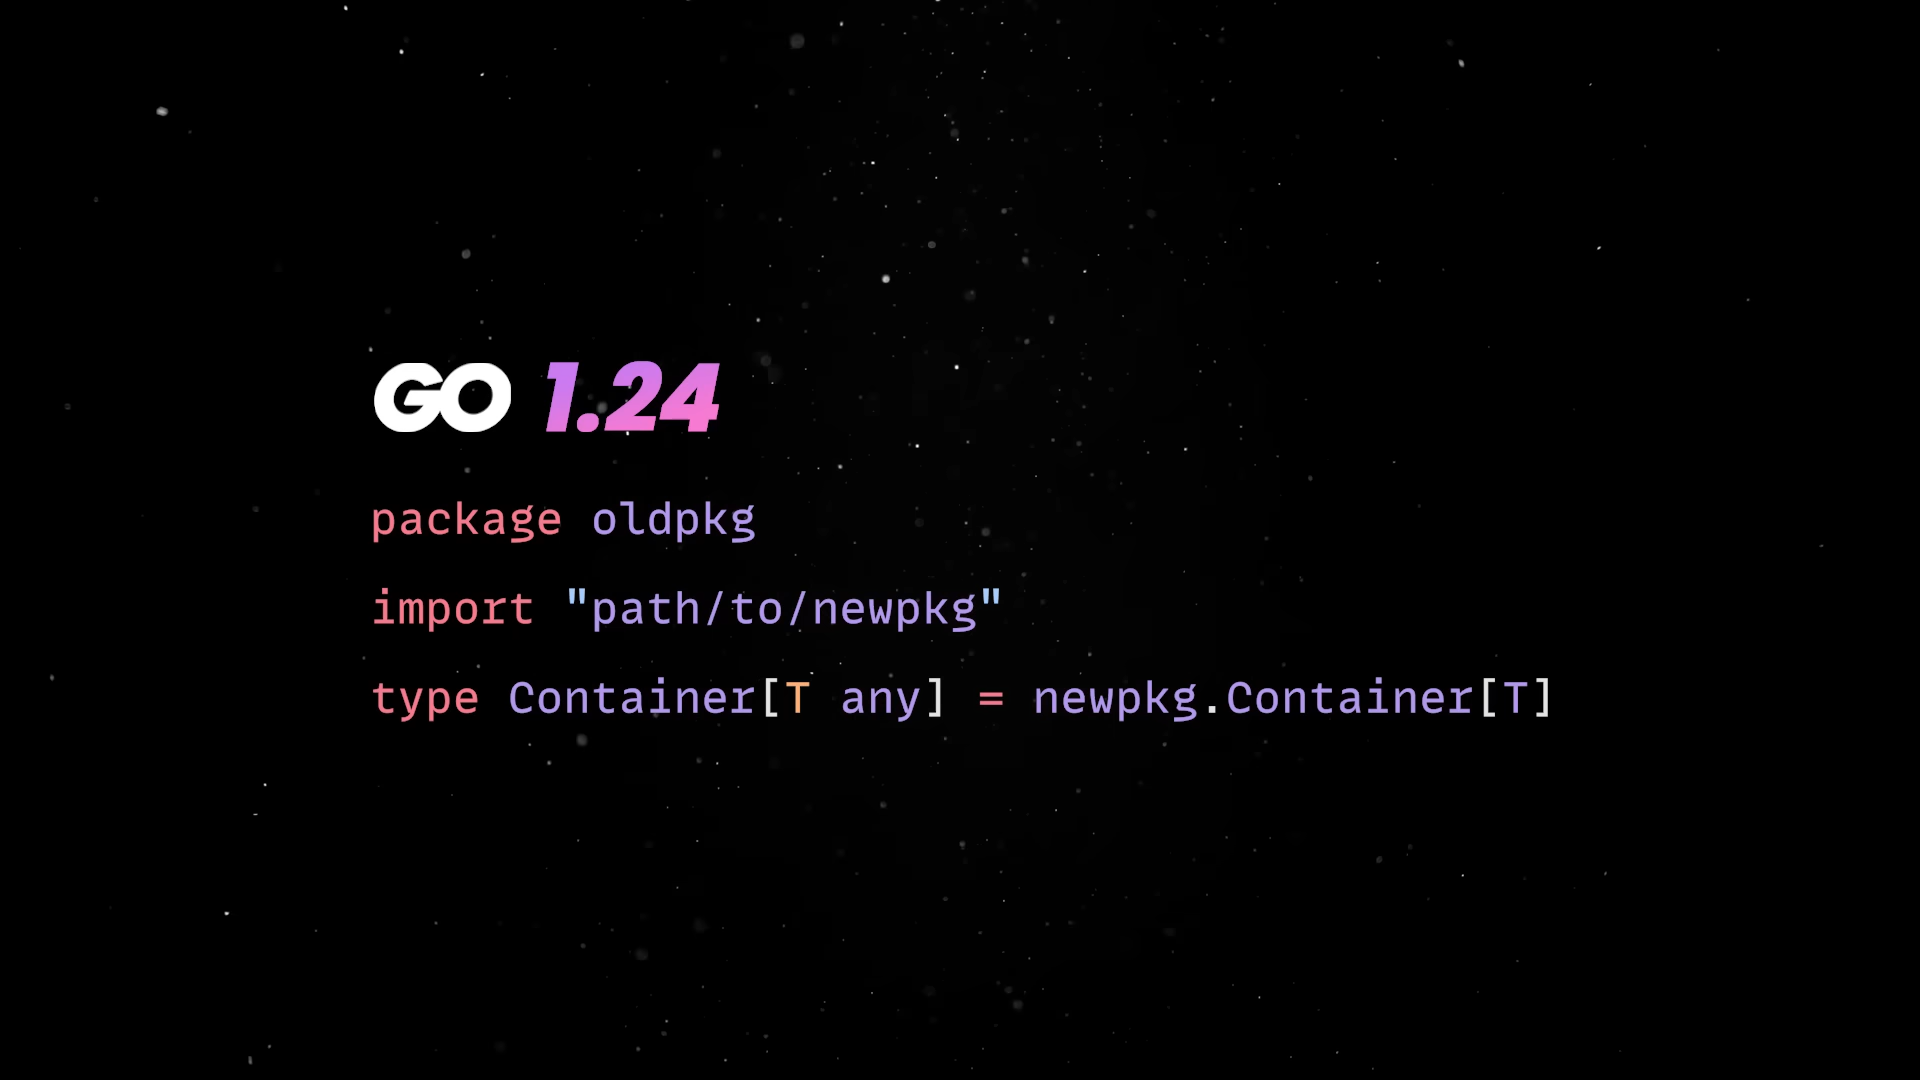 GO 1.24
package oldpkg
import "path/to/newpkg"
type Container[T any] = newpkg.Container[T]